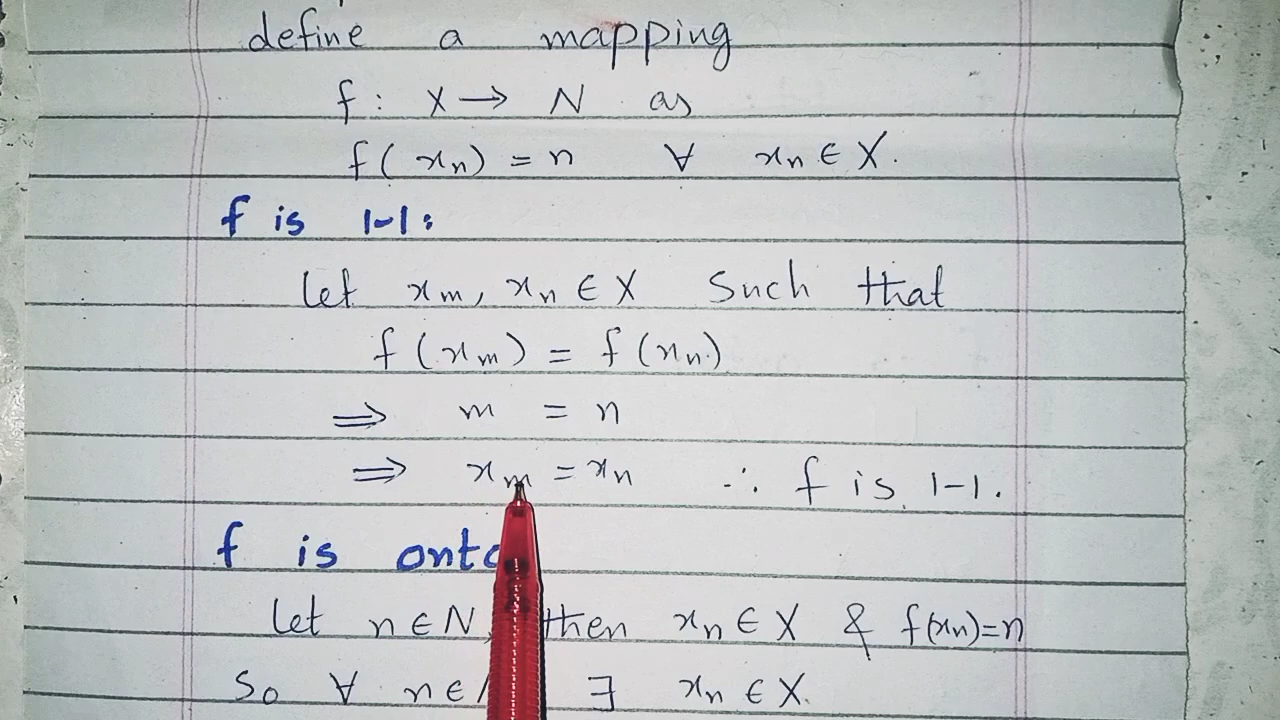 define a mapping
f : X → N as
f(xₙ) = n ∀ xₙ ∈ X.
f is 1-1:
Let xₘ, xₙ ∈ X Such that
f(xₘ) = f(xₙ)
⇒ m = n
⇒ xₘ = xₙ ∴ f is 1-1.
f is onto
Let n ∈ N, then xₙ ∈ X & f(xₙ)=n
So ∀ n ∈ ∃ xₙ ∈ X.